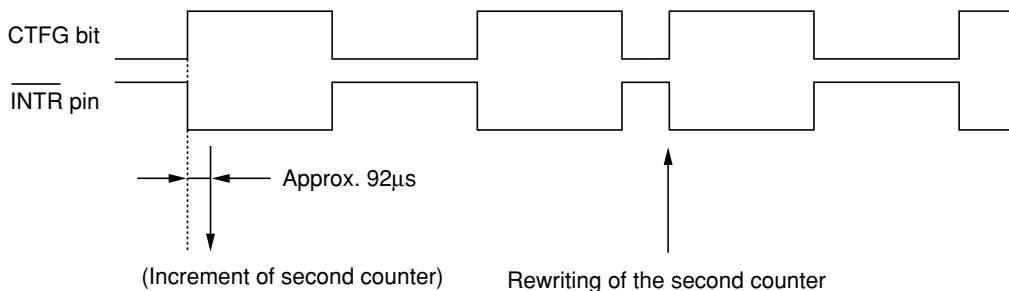 CTFG bit
INTR pin
Approx. 92μs
(Increment of second counter)
Rewriting of the second counter